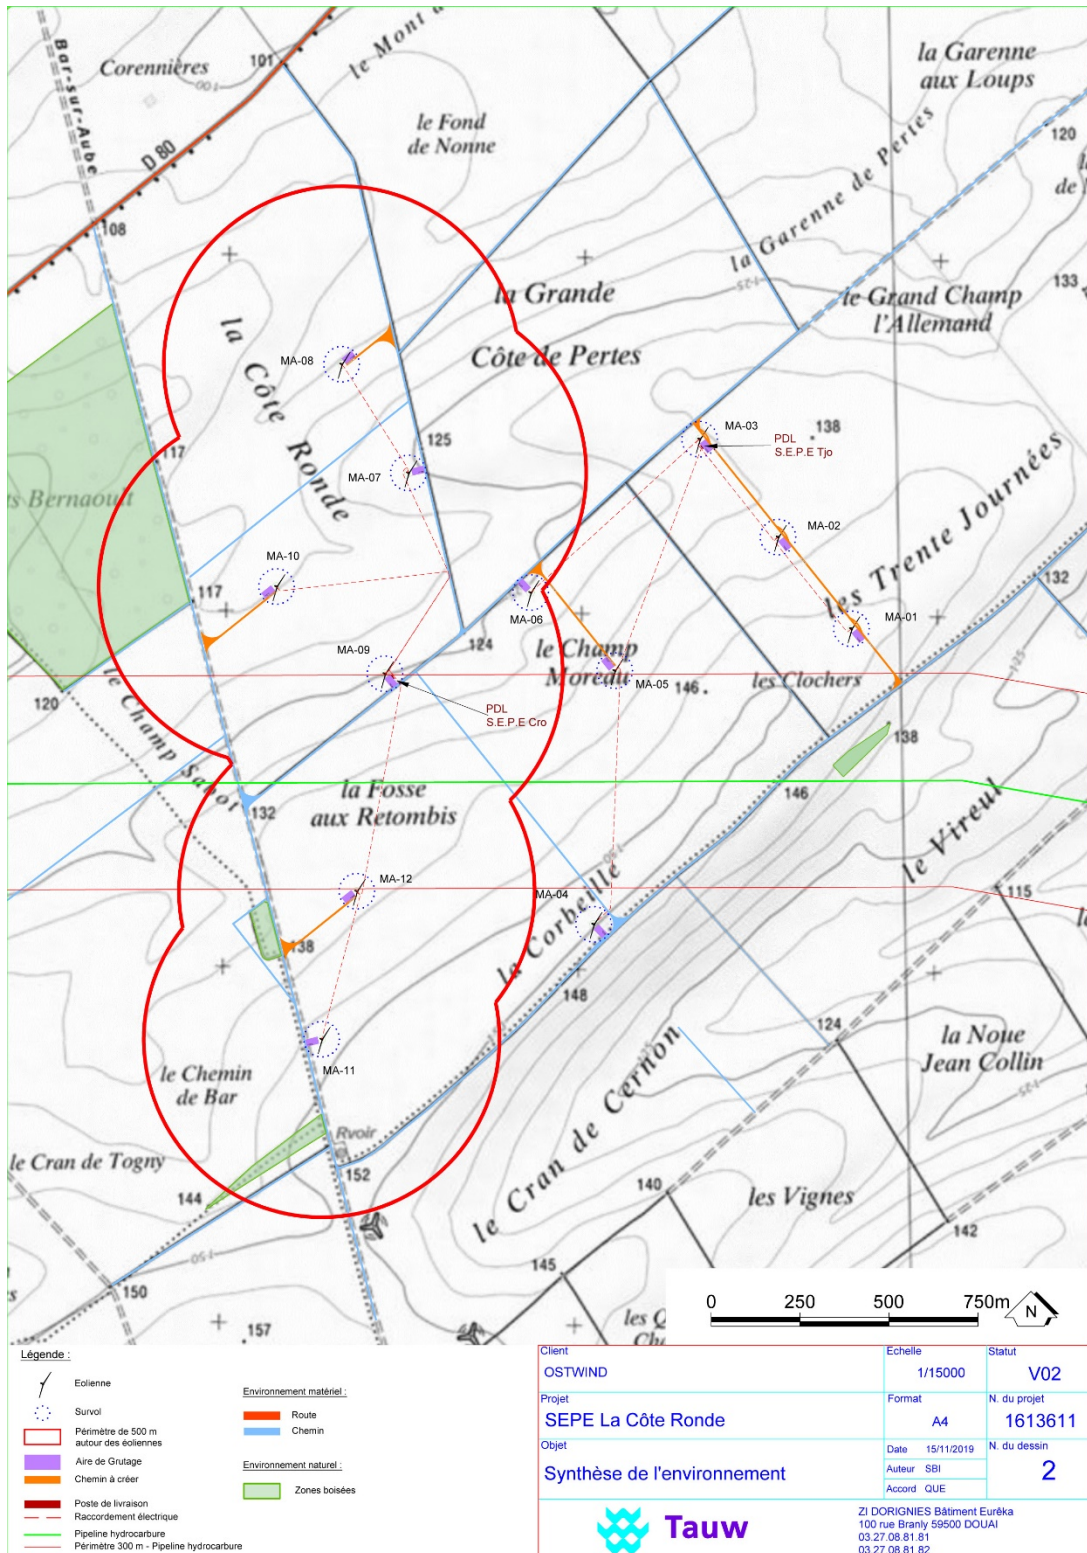 Corennières
Bar-sur-Aube
101
100
le Mont d
D 80
108
le Fond
de Nonne
la Garenne
aux Loups
120
la Garenne de Pertes
125
133
le Grand Champ
l'Allemand
la Grande
Côte de Pertes
la Côte Ronde
MA-08
MA-03
PDL
S.E.P.E Tjo
138
125
117
MA-07
s Bernaoult
MA-02
les Trente Journées
MA-10
132
117
MA-06
MA-01
124
le Champ
Moreau
MA-09
MA-05
146
les Clochers
125
120
le Champ Sabot
PDL
S.E.P.E Cro
138
la Fosse
aux Retombis
132
146
le Vireul
MA-12
MA-04
150
115
la Corbeille
138
148
124
la Noue
Jean Collin
125
MA-11
le Chemin
de Bar
le Cran de Cernon
Rvoir
le Cran de Togny
152
144
140
les Vignes
142
150
145
150
157
les Q
Ch
0 250 500 750m
N
Légende :
Eolienne
Survol
Périmètre de 500 m
autour des éoliennes
Aire de Grutage
Chemin à créer
Poste de livraison
Raccordement électrique
Pipeline hydrocarbure
Périmètre 300 m - Pipeline hydrocarbure
Environnement matériel :
Route
Chemin
Environnement naturel :
Zones boisées
Client
OSTWIND
Echelle
1/15000
Statut
V02
Projet
SEPE La Côte Ronde
Format
A4
N. du projet
1613611
Objet
Synthèse de l'environnement
Date 15/11/2019
Auteur SBI
Accord QUE
N. du dessin
2
Tauw
ZI DORIGNIES Bâtiment Eurêka
100 rue Branly 59500 DOUAI
03.27.08.81.81
03 27 08 81 82